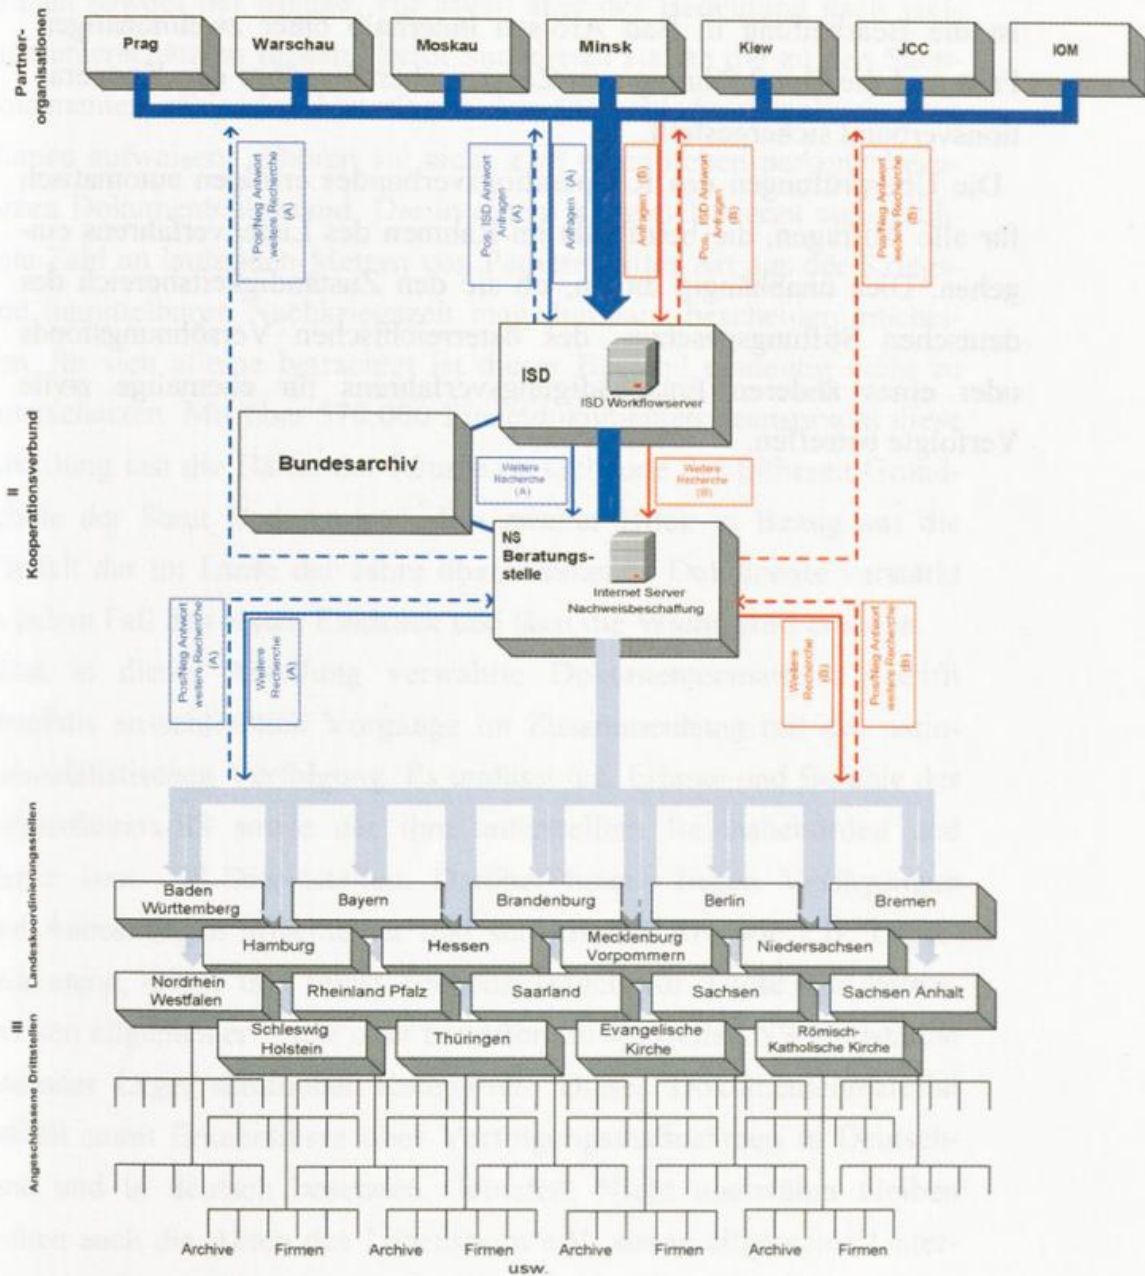 Partner-
organisationen
I
Prag
Warschau
Moskau
Minsk
Kiew
JCC
IOM
Pos/Neg Antwort
weitere Recherche
(A)
Pos. ISD Antwort
Anfragen
(A)
Anfragen (A)
Anfragen (B)
Pos. ISD Antwort
Anfrage
(B)
Pos/Neg Antwort
weitere Recherche
(B)
II
Kooperationsverbund
ISD
ISD Workflowserver
Bundesarchiv
Weitere
Recherche
(A)
Weitere
Recherche
(B)
NS
Beratungs-
stelle
Internet Server
Nachweisbeschaffung
Pos/Neg Antwort
weitere Recherche
(A)
Weitere
Recherche
(A)
Weitere
Recherche
(B)
Pos/Neg Antwort
weitere Recherche
(B)
Landeskoordinierungsstellen
Baden
Württemberg
Bayern
Brandenburg
Berlin
Bremen
Hamburg
Hessen
Mecklenburg
Vorpommern
Niedersachsen
Nordrhein
Westfalen
Rheinland Pfalz
Saarland
Sachsen
Sachsen Anhalt
III
Angeschlossene Drittstellen
Schleswig
Holstein
Thüringen
Evangelische
Kirche
Römisch-
Katholische Kirche
Archive
Firmen
Archive
Firmen
Archive
Firmen
Archive
Firmen
usw.